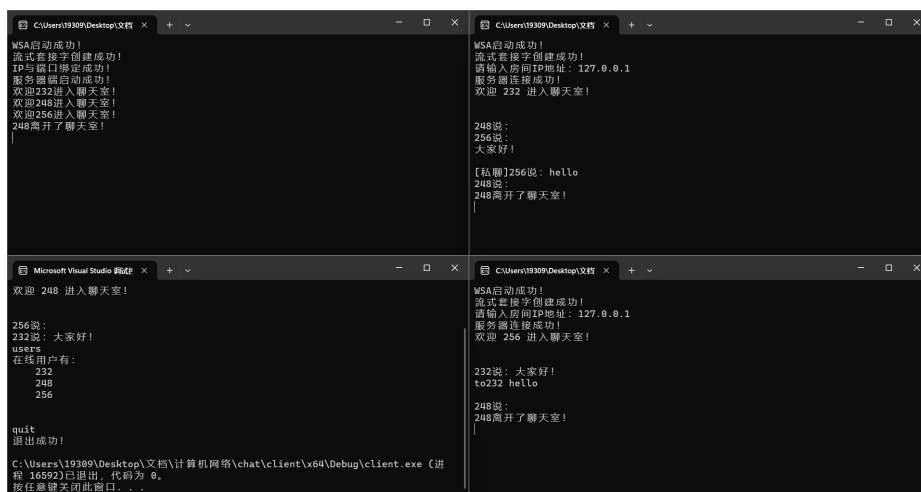 C:\Users\19309\Desktop\文档
WSA启动成功!
流式套接字创建成功!
IP与端口绑定成功!
服务器端启动成功!
欢迎232进入聊天室!
欢迎248进入聊天室!
欢迎256进入聊天室!
248离开了聊天室!
C:\Users\19309\Desktop\文档
WSA启动成功!
流式套接字创建成功!
请输入房间IP地址: 127.0.0.1
服务器连接成功!
欢迎 232 进入聊天室!
248说:
256说:
大家好!
[私聊]256说: hello
248说:
248离开了聊天室!
Microsoft Visual Studio 调试
欢迎 248 进入聊天室!
256说:
232说: 大家好!
users
在线用户有:
232
248
256
quit
退出成功!
C:\Users\19309\Desktop\文档\计算机网络\chat\client\x64\Debug\client.exe (进
程 16592)已退出, 代码为 0。
按任意键关闭此窗口. . .
C:\Users\19309\Desktop\文档
WSA启动成功!
流式套接字创建成功!
请输入房间IP地址: 127.0.0.1
服务器连接成功!
欢迎 256 进入聊天室!
232说: 大家好!
to232 hello
248说:
248离开了聊天室!